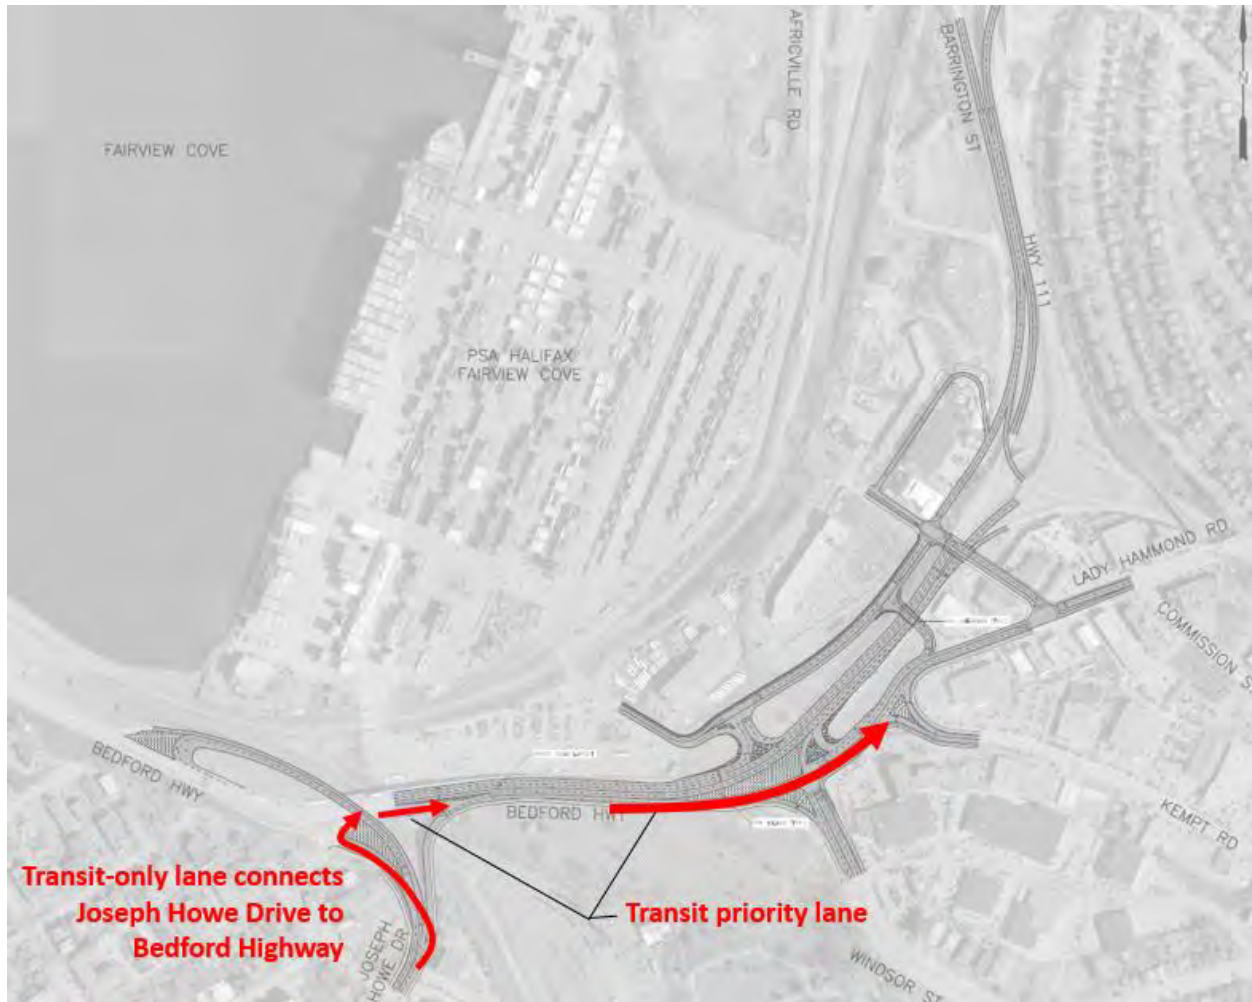 AFRICVILLE RD
BARRINGTON ST
N
FAIRVIEW COVE
HWY 111
PSA HALIFAX
FAIRVIEW COVE
LADY HAMMOND RD
COMMISSION S
BEDFORD HWY
BEDFORD HWY
KEMPT RD
Transit-only lane connects
Joseph Howe Drive to
Bedford Highway
Transit priority lane
JOSEPH
HOWE DR
WINDSOR ST